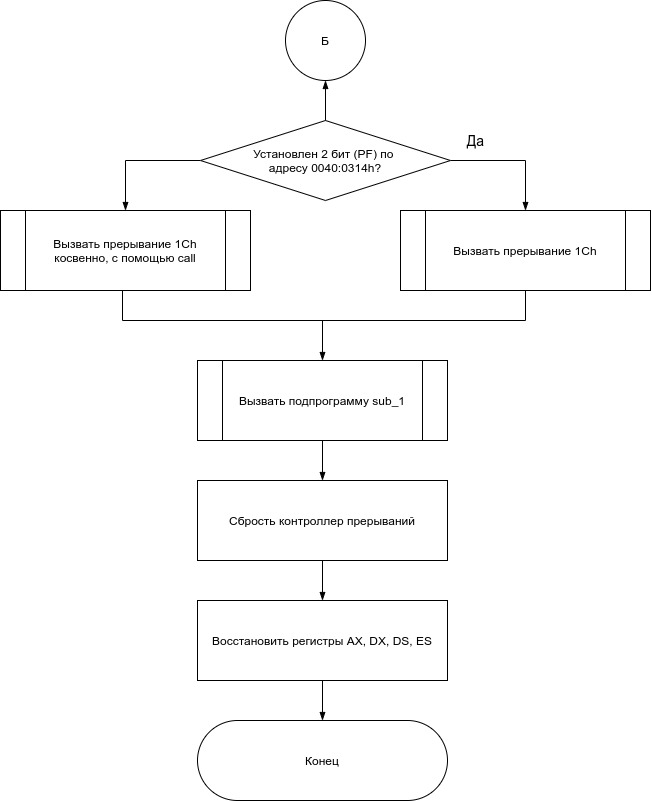 Б
Установлен 2 бит (PF) по
адресу 0040:0314h?
Да
Вызвать прерывание 1Ch
косвенно, с помощью call
Вызвать прерывание 1Ch
Вызвать подпрограмму sub_1
Сбрость контроллер прерываний
Восстановить регистры AX, DX, DS, ES
Конец